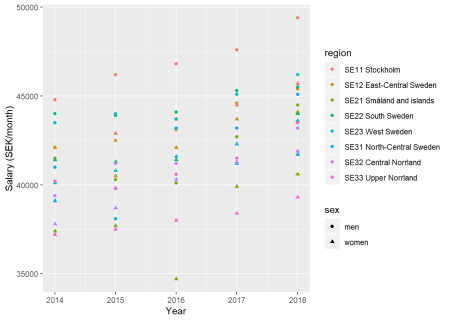 50000
45000
40000
35000
Salary (SEK/month)
2014
2015
2016
2017
2018
Year
region
SE11 Stockholm
SE12 East-Central Sweden
SE21 Småland and islands
SE22 South Sweden
SE23 West Sweden
SE31 North-Central Sweden
SE32 Central Norrland
SE33 Upper Norrland
sex
men
women